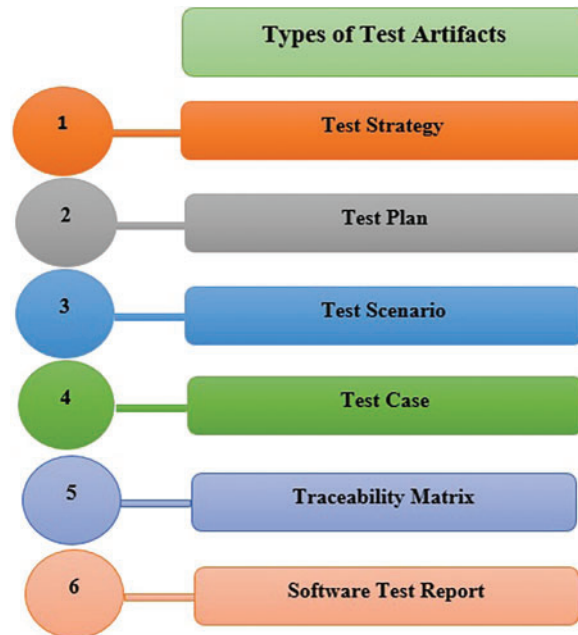 Types of Test Artifacts
1
Test Strategy
2
Test Plan
3
Test Scenario
4
Test Case
5
Traceability Matrix
6
Software Test Report